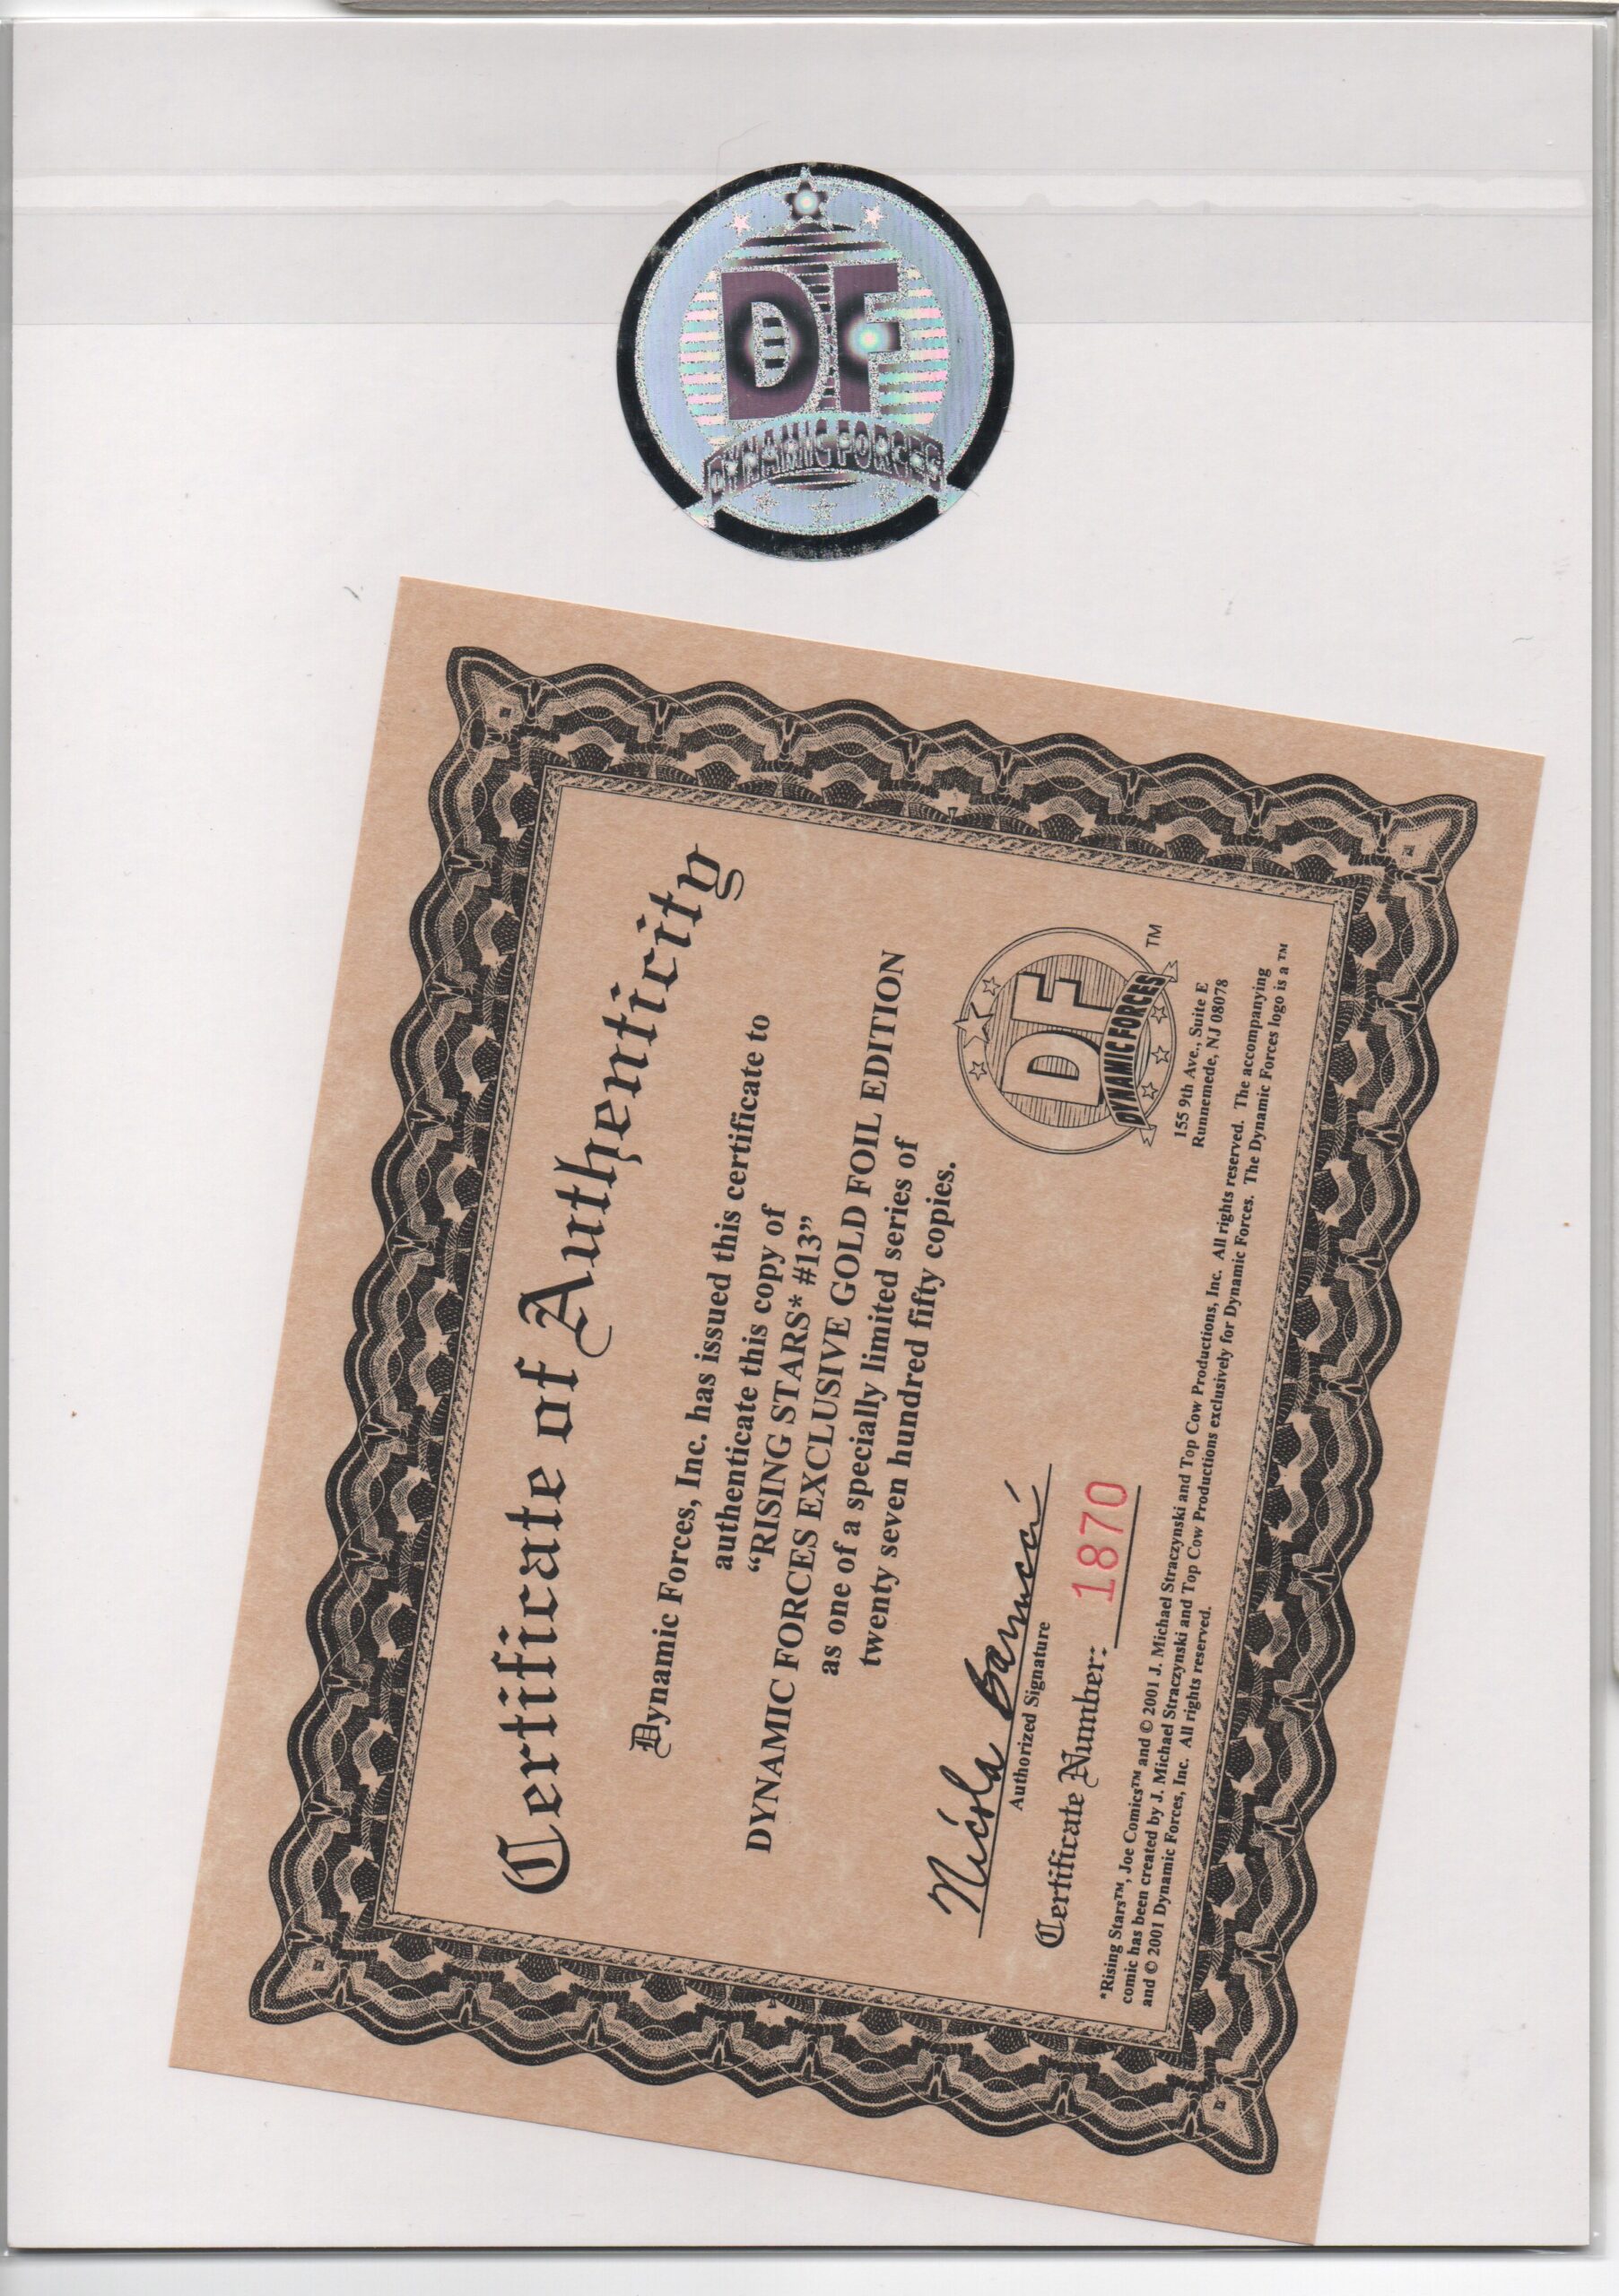 DF
DYNAMIC FORCES
Certificate of Authenticity
Dynamic Forces, Inc. has issued this certificate to
authenticate this copy of
“RISING STARS* #13”
DYNAMIC FORCES EXCLUSIVE GOLD FOIL EDITION
as one of a specially limited series of
twenty seven hundred fifty copies.
Nicola Barrucci
Authorized Signature
Certificate Number: 1870
DF
DYNAMIC FORCES
TM
155 9th Ave., Suite E
Runnemede, NJ 08078
*Rising Stars™, Joe Comics™ and © 2001 J. Michael Straczynski and Top Cow Productions, Inc. All rights reserved. The accompanying
comic has been created by J. Michael Straczynski and Top Cow Productions exclusively for Dynamic Forces. The Dynamic Forces logo is a ™
and © 2001 Dynamic Forces, Inc. All rights reserved.